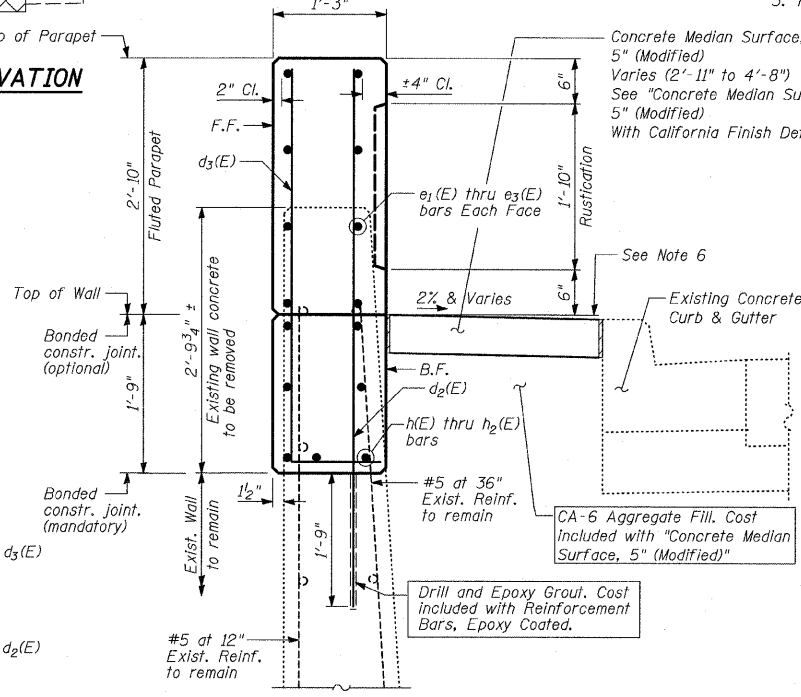 1'-3"
of Parapet
VATION
Concrete Median Surface,
5" (Modified)
Varies (2'-11" to 4'-8")
See "Concrete Median Su
5" (Modified)
With California Finish Det
2" Cl.
±4" Cl.
6"
F.F.
d3(E)
2'-10"
Fluted Parapet
1'-10"
Rustication
e1(E) thru e3(E)
bars Each Face
See Note 6
6"
2% & Varies
Top of Wall
Existing Concrete
Curb & Gutter
Bonded
constr. joint.
(optional)
2'-9¾" ±
Existing wall concrete
to be removed
1'-9"
B.F.
d2(E)
h(E) thru h2(E)
bars
#5 at 36"
Exist. Reinf.
to remain
1½"
Bonded
constr. joint.
(mandatory)
Exist. Wall
to remain
1'-9"
CA-6 Aggregate Fill. Cost
included with "Concrete Median
Surface, 5" (Modified)"
d3(E)
Drill and Epoxy Grout. Cost
included with Reinforcement
Bars, Epoxy Coated.
#5 at 12"
Exist. Reinf.
to remain
d2(E)